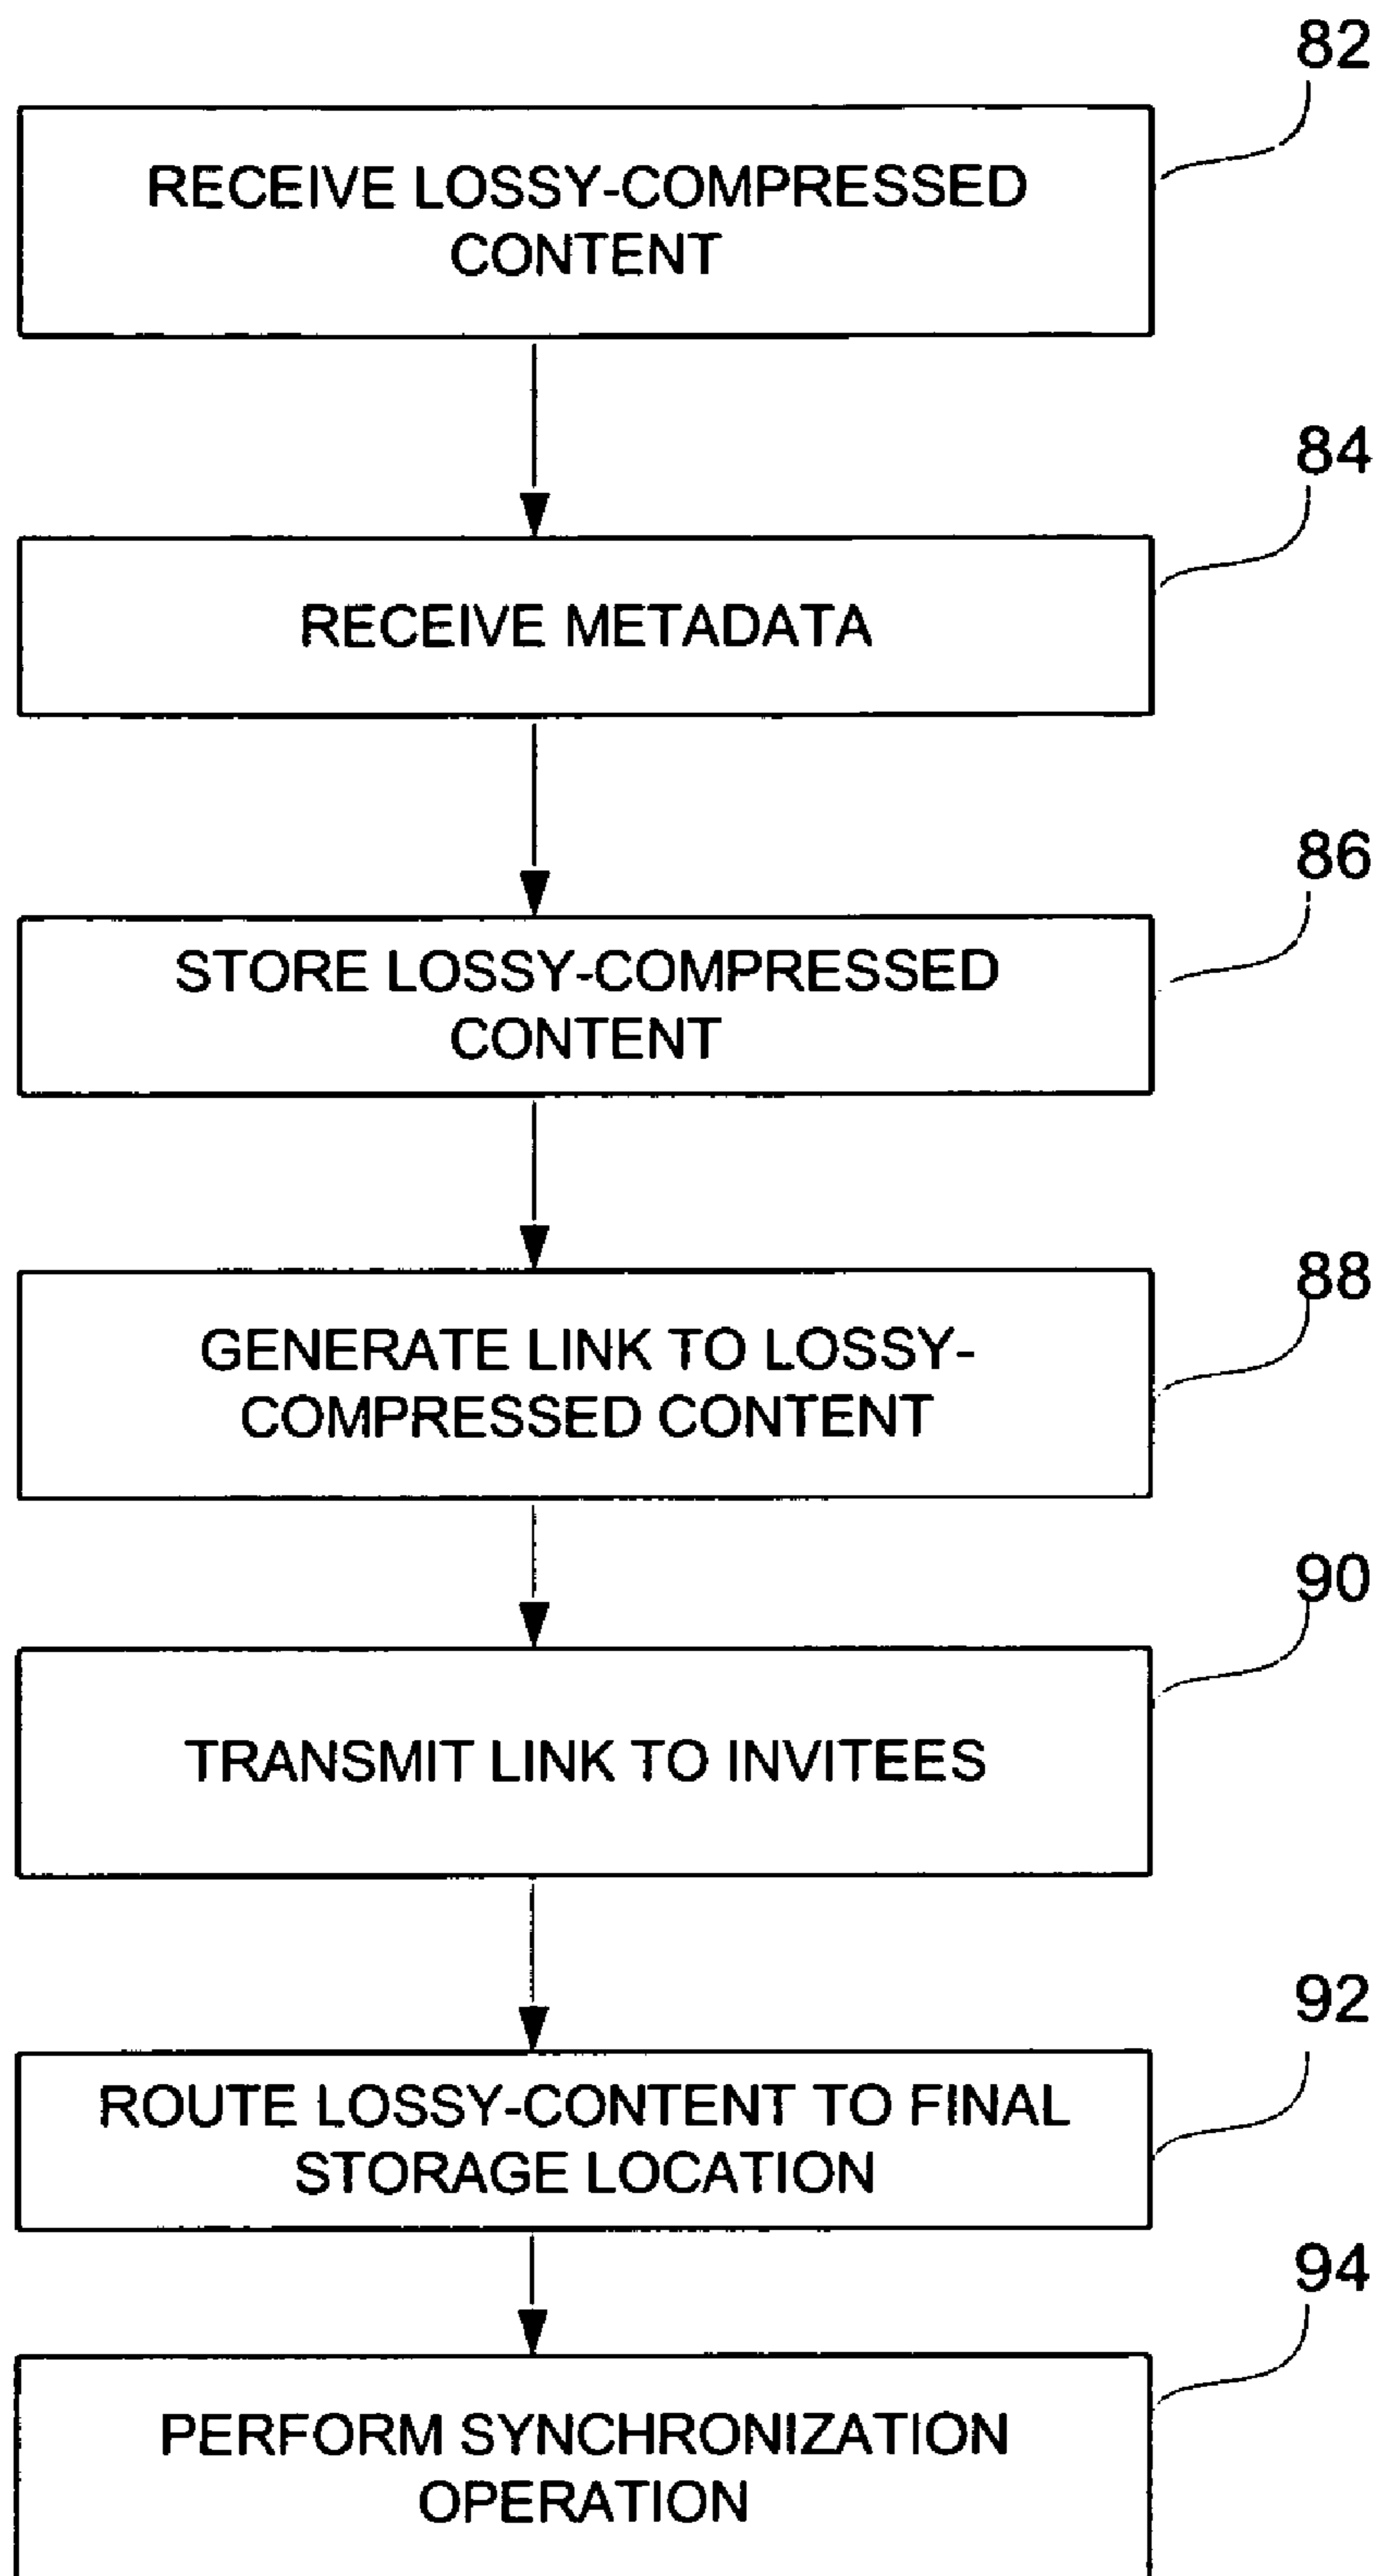 82
RECEIVE LOSSY-COMPRESSED
CONTENT
84
RECEIVE METADATA
86
STORE LOSSY-COMPRESSED
CONTENT
88
GENERATE LINK TO LOSSY-
COMPRESSED CONTENT
90
TRANSMIT LINK TO INVITEES
92
ROUTE LOSSY-CONTENT TO FINAL
STORAGE LOCATION
94
PERFORM SYNCHRONIZATION
OPERATION